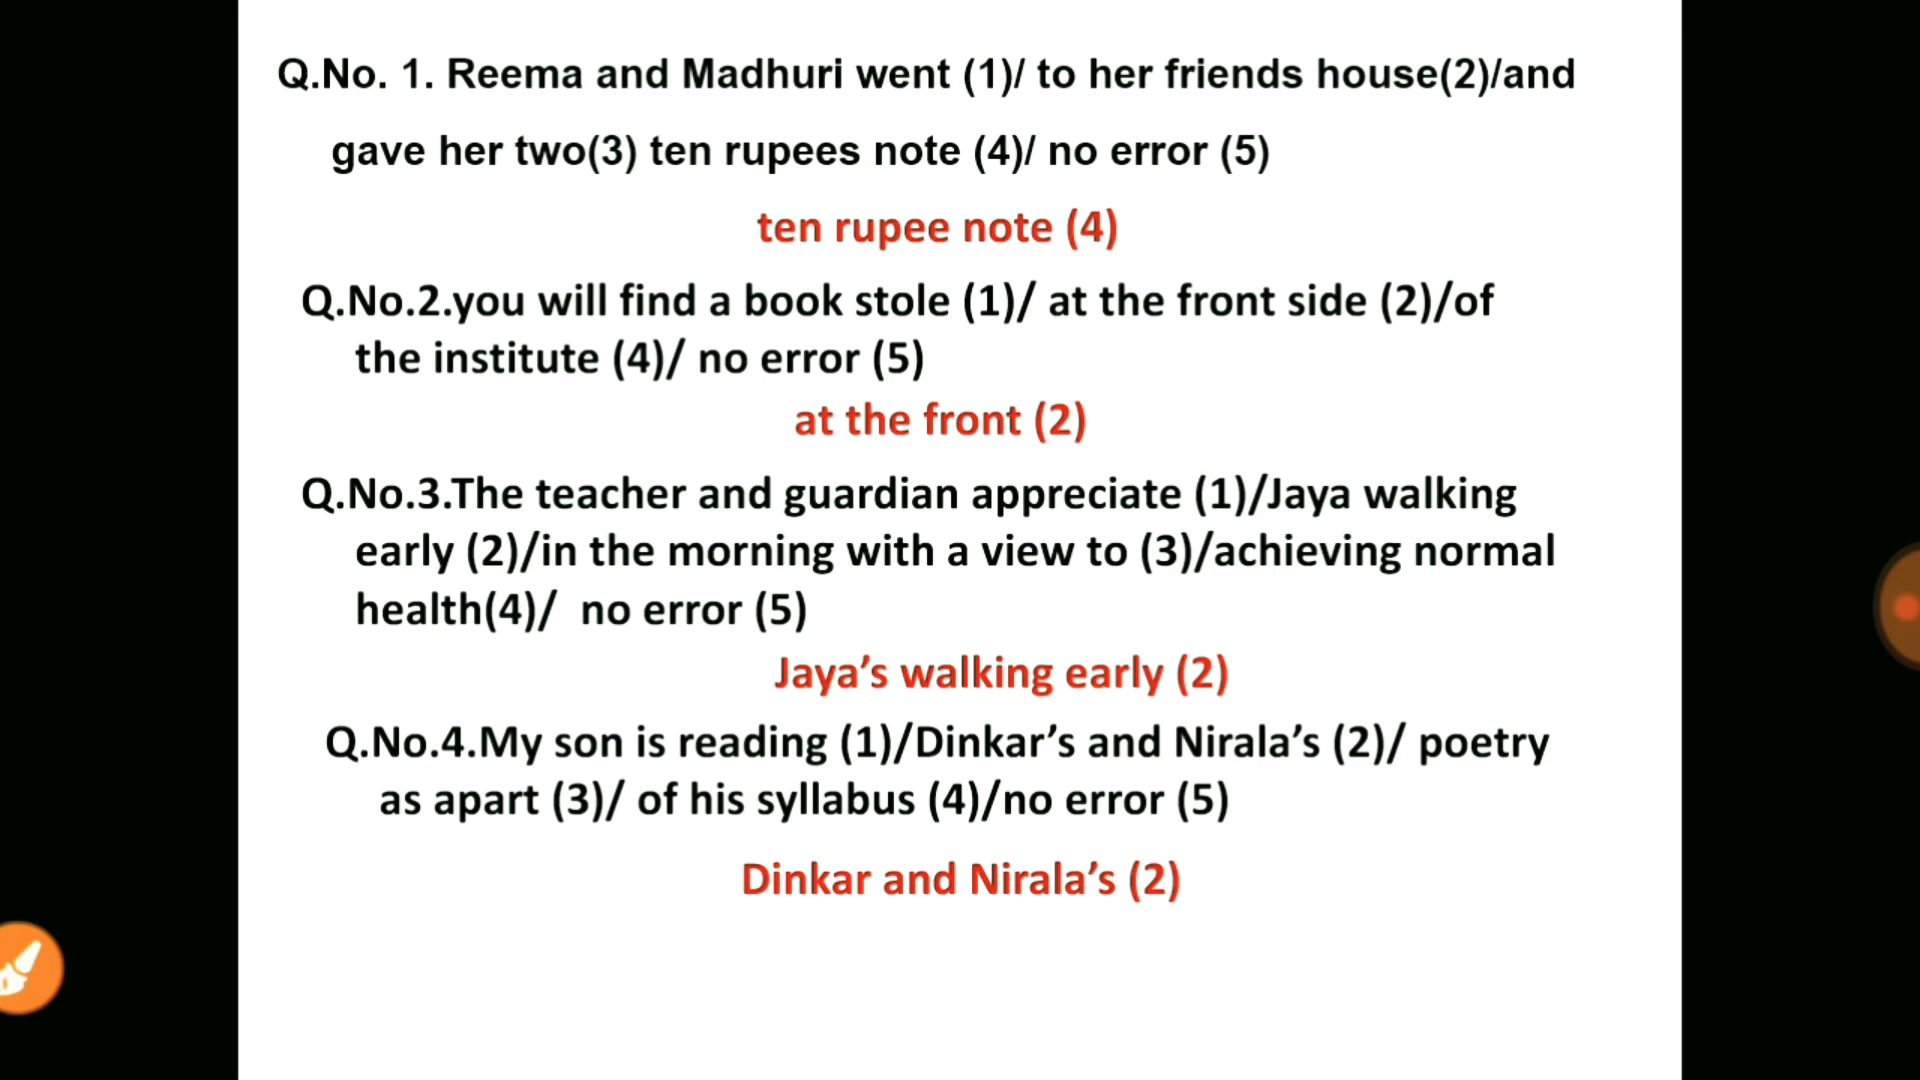 Q.No. 1. Reema and Madhuri went (1)/ to her friends house(2)/and
gave her two(3) ten rupees note (4)/ no error (5)
ten rupee note (4)
Q.No.2.you will find a book stole (1)/ at the front side (2)/of
the institute (4)/ no error (5)
at the front (2)
Q.No.3.The teacher and guardian appreciate (1)/Jaya walking
early (2)/in the morning with a view to (3)/achieving normal
health(4)/ no error (5)
Jaya’s walking early (2)
Q.No.4.My son is reading (1)/Dinkar’s and Nirala’s (2)/ poetry
as apart (3)/ of his syllabus (4)/no error (5)
Dinkar and Nirala’s (2)